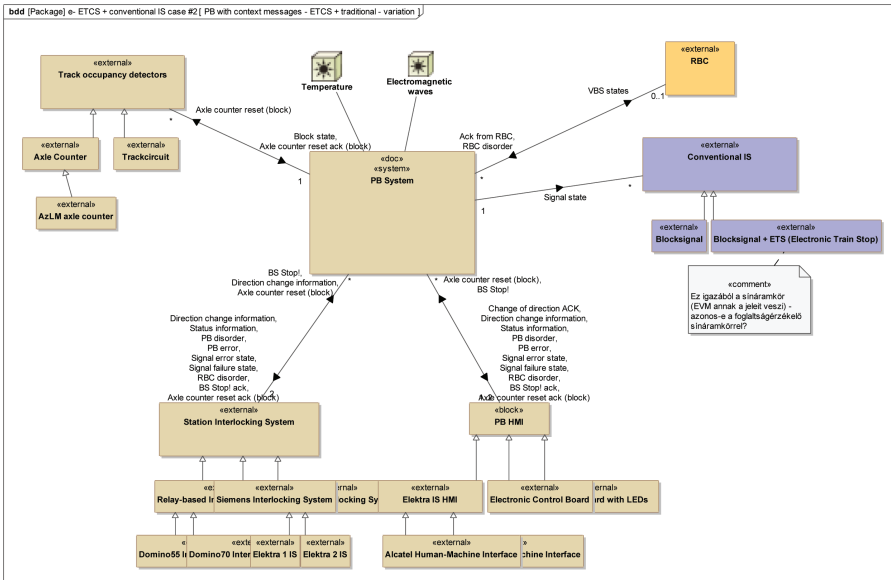 bdd [Package] e- ETCS + conventional IS case #2 [ PB with context messages - ETCS + traditional - variation ]
«external»
Track occupancy detectors
Temperature
Electromagnetic
waves
«external»
RBC
VBS states
0..1
Axle counter reset (block)
*
Block state,
Axle counter reset ack (block)
1
Ack from RBC,
RBC disorder
*
«external»
Axle Counter
«external»
Trackcircuit
«external»
AzLM axle counter
«doc»
«system»
PB System
«external»
Conventional IS
1
Signal state
*
«external»
Blocksignal
«external»
Blocksignal + ETS (Electronic Train Stop)
«comment»
Ez igazából a sínáramkör
(EVM annak a jeleit veszi) -
azonos-e a foglaltságérzékelő
sínáramkörrel?
BS Stop!,
Direction change information,
Axle counter reset (block)
*
*
Axle counter reset (block),
BS Stop!
Direction change information,
Status information,
PB disorder,
PB error,
Signal error state,
Signal failure state,
RBC disorder,
BS Stop! ack,
Axle counter reset ack (block)
2
Change of direction ACK,
Direction change information,
Status information,
PB disorder,
PB error,
Signal error state,
Signal failure state,
RBC disorder,
BS Stop! ack,
Axle counter reset ack (block)
«external»
Station Interlocking System
«block»
PB HMI
Relay-based
«external»
Siemens Interlocking System
«external»
Elektra IS HMI
«external»
Electronic Control Board
with LEDs
Domino55
Domino70
«external»
Elektra 1 IS
«external»
Elektra 2 IS
«external»
Alcatel Human-Machine Interface
Interface